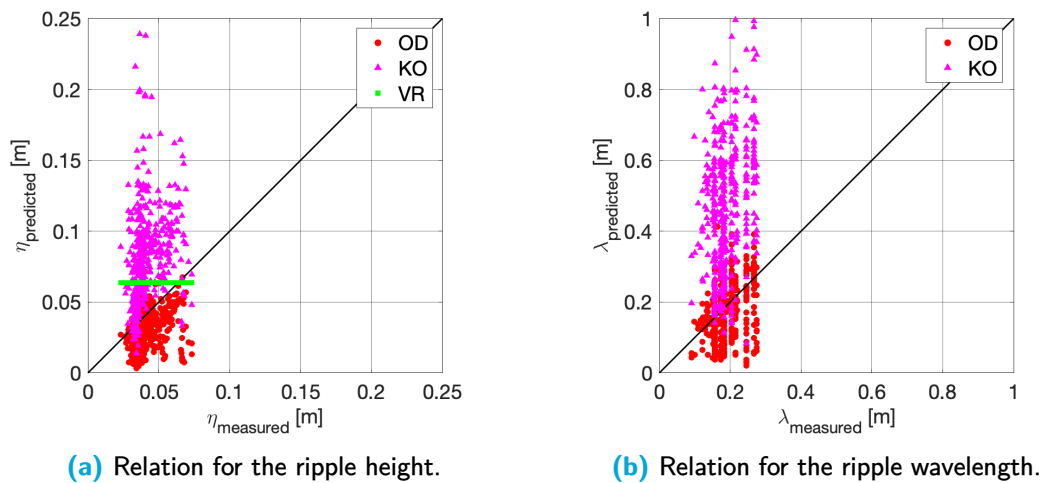 0.25
0.2
0.15
0.1
0.05
0
0 0.05 0.1 0.15 0.2 0.25
η_predicted [m]
η_measured [m]
OD
KO
VR
(a) Relation for the ripple height.
1
0.8
0.6
0.4
0.2
0
0 0.2 0.4 0.6 0.8 1
λ_predicted [m]
λ_measured [m]
OD
KO
(b) Relation for the ripple wavelength.